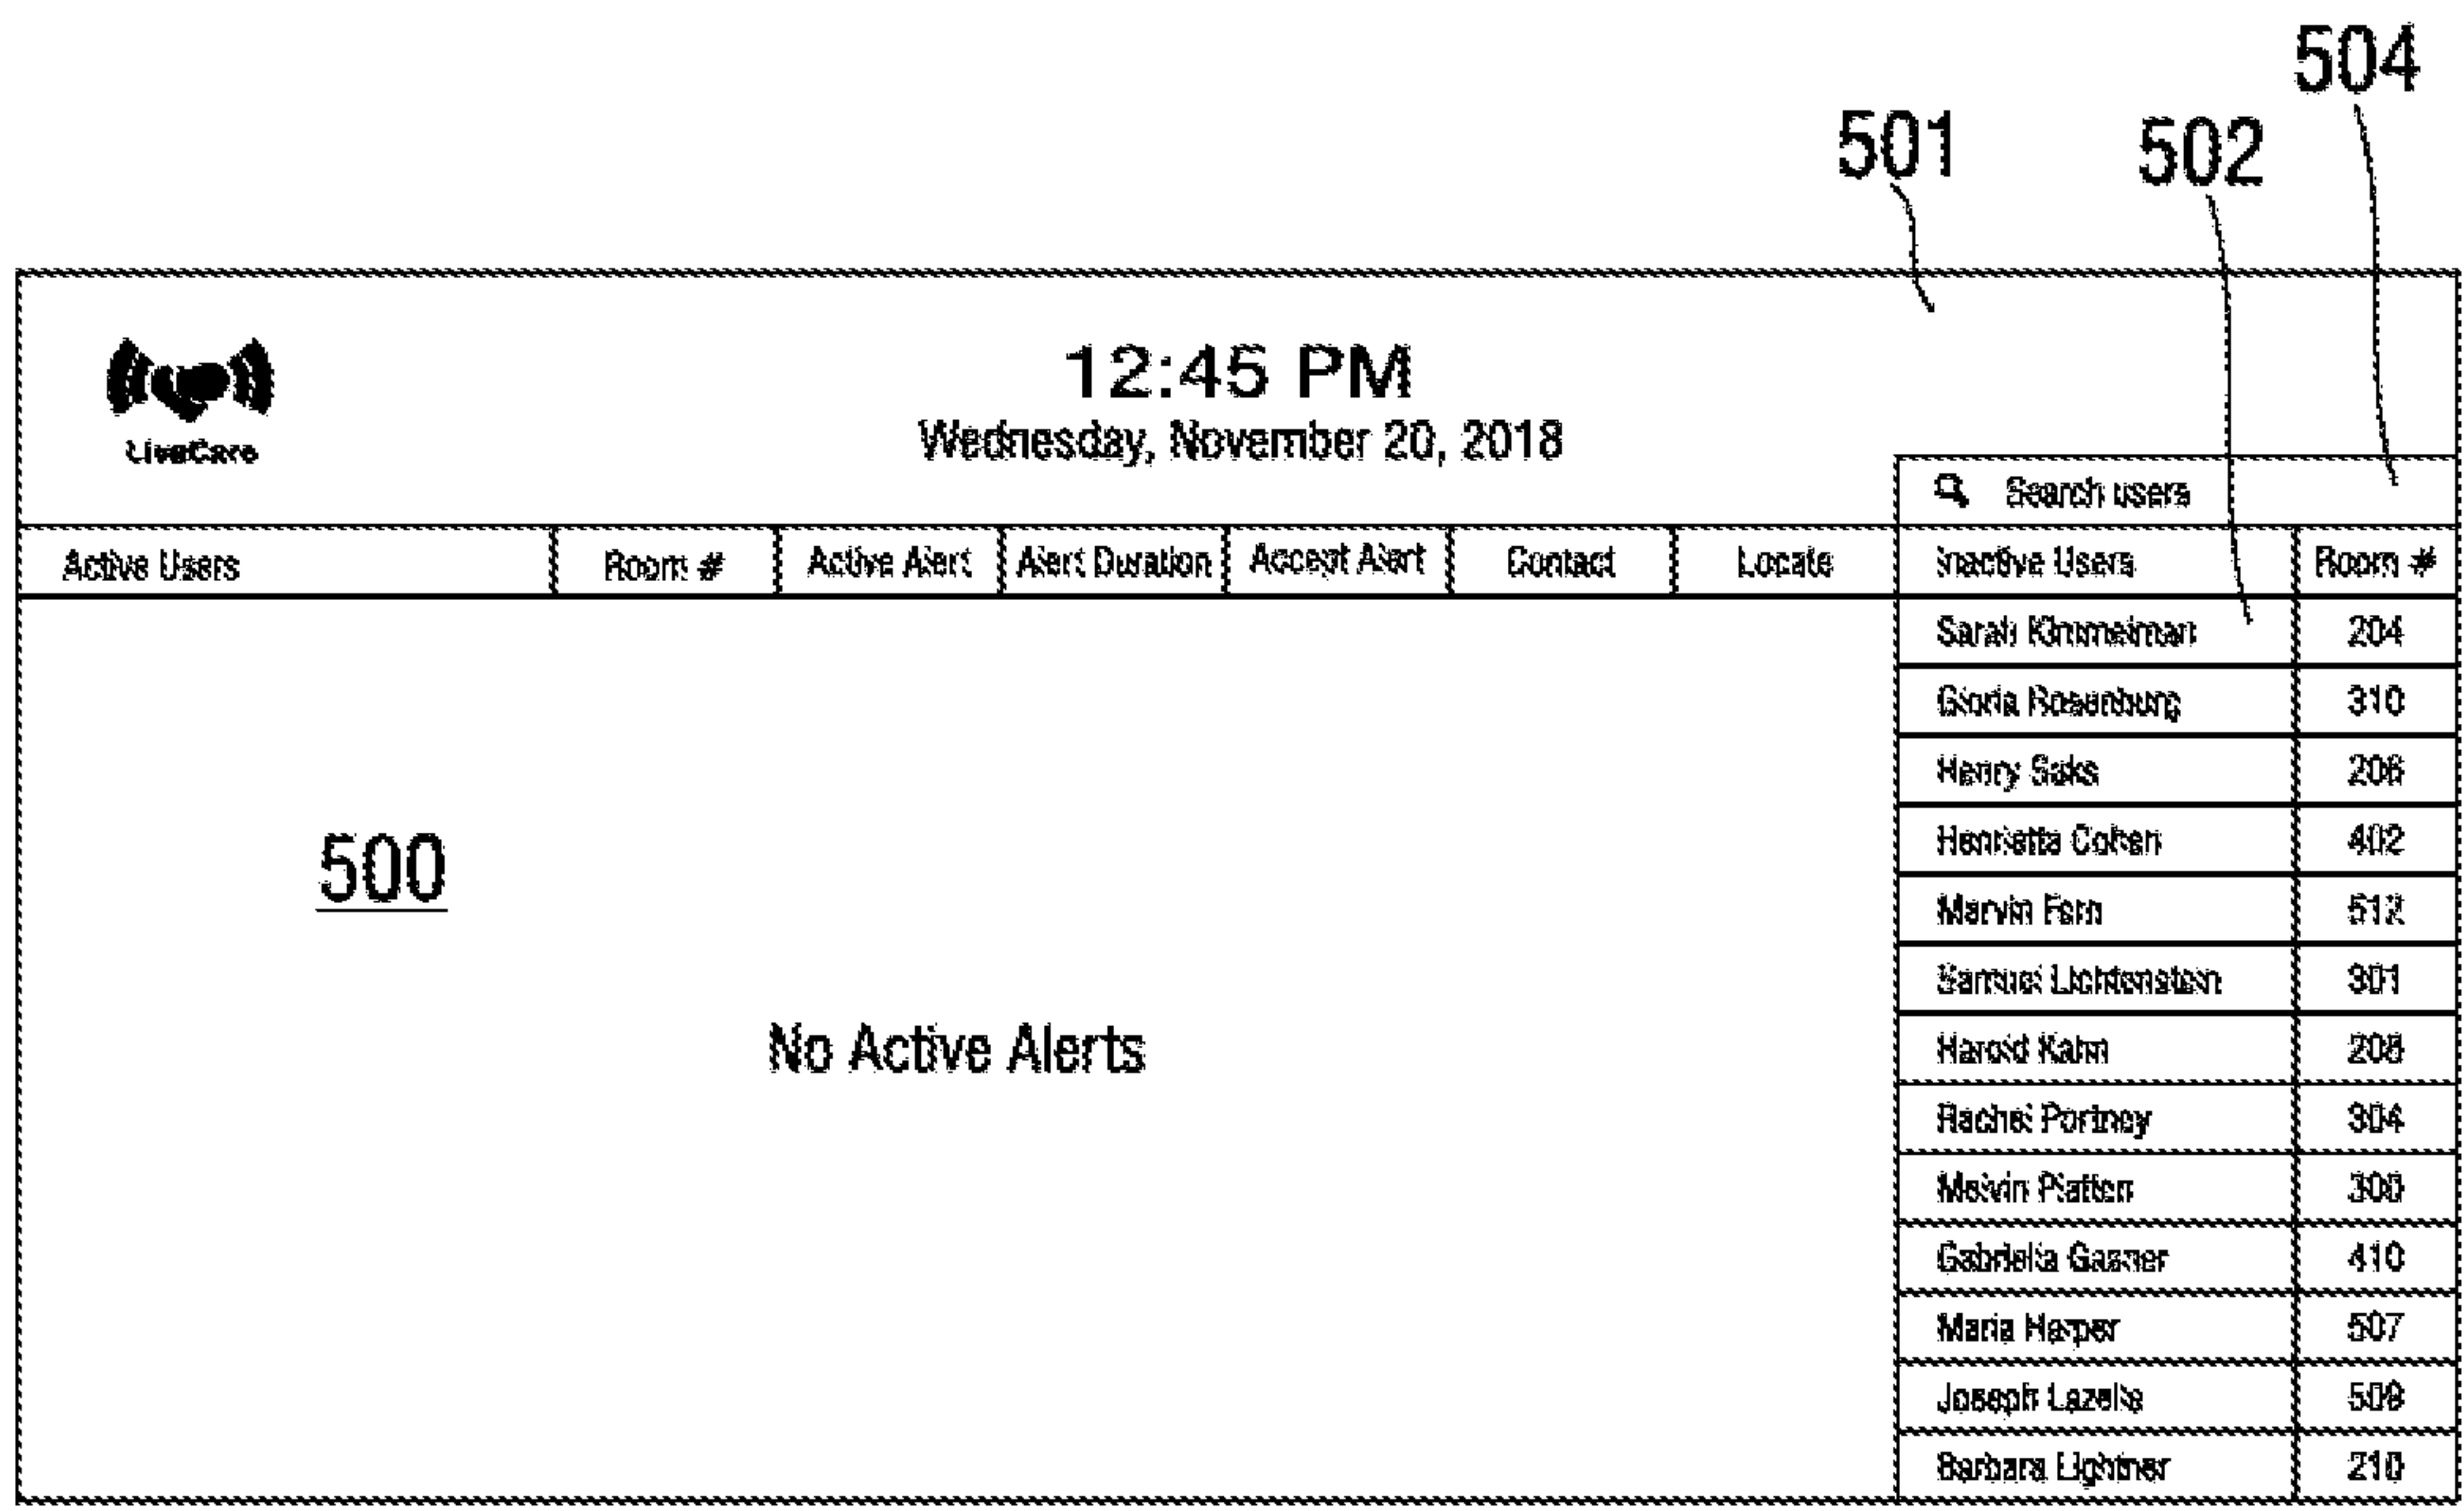 504
501
502
LiveCare
12:45 PM
Wednesday, November 20, 2018
Search users
Active Users Room # Active Alert Alert Duration Accept Alert Contact Locate Inactive Users Room #
Sarah Kimmelman 204
Gloria Rosenburg 310
Henry Saks 206
Henrietta Cohen 402
Marvin Fern 512
500
Samuel Lichtenstein 301
No Active Alerts
Harold Kahn 208
Rachel Portney 304
Melvin Platten
Gabriella Gasner 410
Maria Harper 507
Joseph Lazelle 509
Barbara Lightner 210